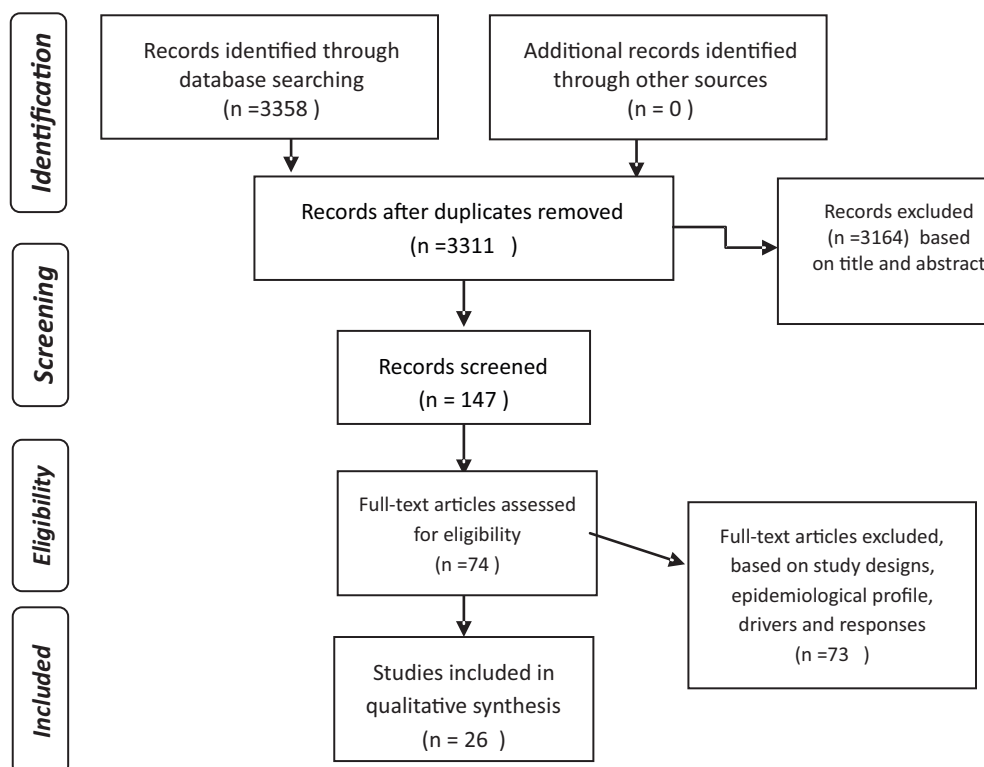 Identification
Records identified through
database searching
(n =3358 )
Additional records identified
through other sources
(n = 0 )
Records after duplicates removed
(n =3311 )
Records excluded
(n =3164) based
on title and abstract
Screening
Records screened
(n = 147 )
Eligibility
Full-text articles assessed
for eligibility
(n =74 )
Full-text articles excluded,
based on study designs,
epidemiological profile,
drivers and responses
(n =73 )
Included
Studies included in
qualitative synthesis
(n = 26 )